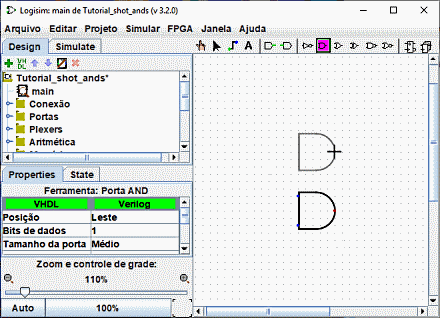 Logisim: main de Tutorial_shot_ands (v 3.2.0)
Arquivo Editar Projeto Simular FPGA Janela Ajuda
Design Simulate
A
VH
DL
Tutorial_shot_ands*
main
Conexão
Portas
Plexers
Aritmética
Properties State
Ferramenta: Porta AND
VHDL Verilog
Posição Leste
Bits de dados 1
Tamanho da porta Médio
Zoom e controle de grade:
110%
Auto 100%